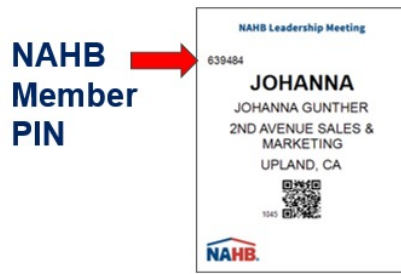 NAHB
Member
PIN
NAHB Leadership Meeting
639484
JOHANNA
JOHANNA GUNTHER
2ND AVENUE SALES &
MARKETING
UPLAND, CA
1045
NAHB.